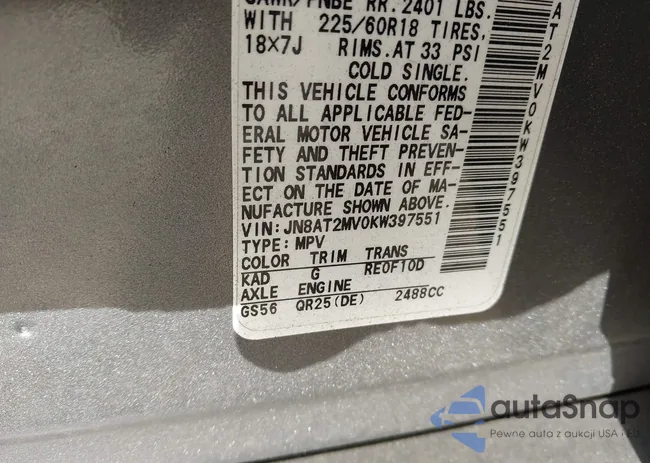 GAWR/PNBE RR. 2401 LBS.
WITH 225/60R18 TIRES,
18×7J RIMS. AT 33 PSI
COLD SINGLE.
THIS VEHICLE CONFORMS
TO ALL APPLICABLE FED-
ERAL MOTOR VEHICLE SA-
FETY AND THEFT PREVEN-
TION STANDARDS IN EFF-
ECT ON THE DATE OF MA-
NUFACTURE SHOWN ABOVE.
VIN: JN8AT2MV0KW397551
TYPE: MPV
COLOR TRIM TRANS
KAD G RE0F10D
AXLE ENGINE
GS56 QR25(DE) 2488CC
AT2MV0KW397551
autaSnap
Pewne auta z aukcji USA i EU